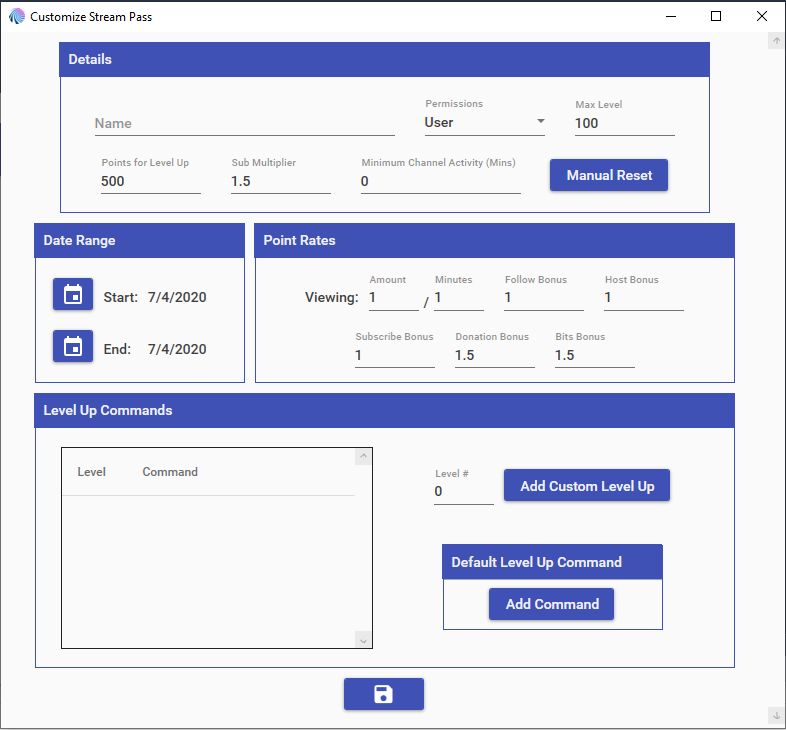 Customize Stream Pass
Details
Name
Permissions
User
Max Level
100
Points for Level Up
500
Sub Multiplier
1.5
Minimum Channel Activity (Mins)
0
Manual Reset
Date Range
Start: 7/4/2020
End: 7/4/2020
Point Rates
Viewing:
Amount
1
/
Minutes
1
Follow Bonus
1
Host Bonus
1
Subscribe Bonus
1
Donation Bonus
1.5
Bits Bonus
1.5
Level Up Commands
Level Command
Level #
0
Add Custom Level Up
Default Level Up Command
Add Command